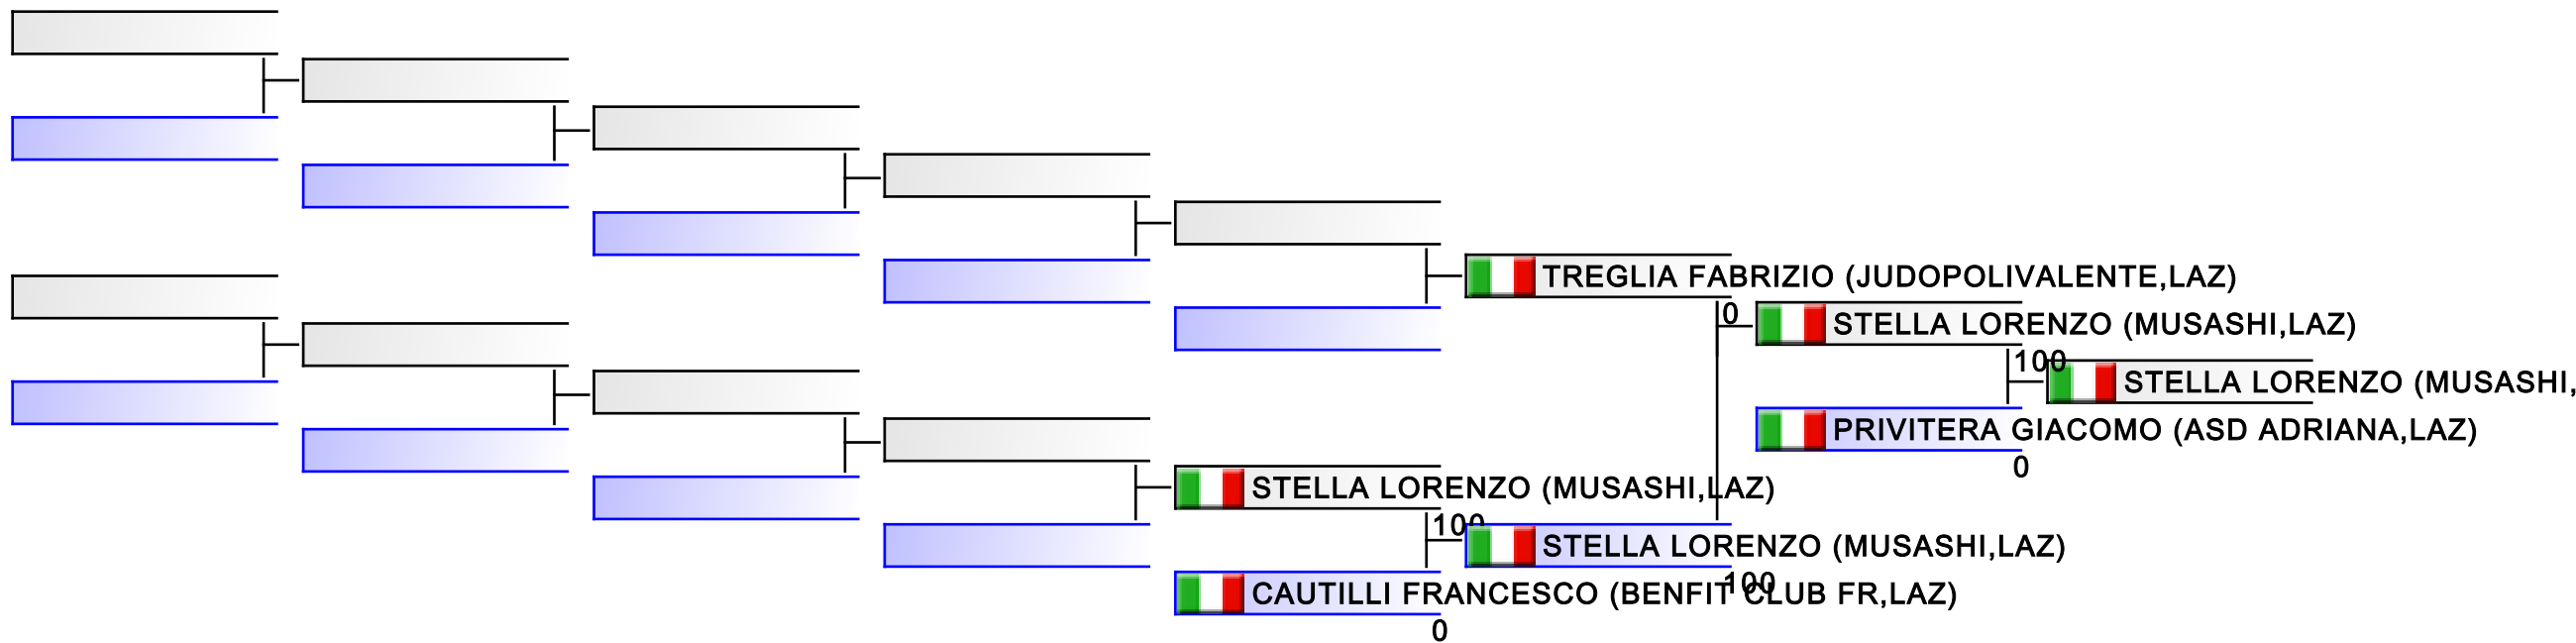 TREGLIA FABRIZIO (JUDOPOLIVALENTE,LAZ)
0
STELLA LORENZO (MUSASHI,LAZ)
100
STELLA LORENZO (MUSASHI,
PRIVITERA GIACOMO (ASD ADRIANA,LAZ)
0
STELLA LORENZO (MUSASHI,LAZ)
100
STELLA LORENZO (MUSASHI,LAZ)
100
CAUTILLI FRANCESCO (BENFIT CLUB FR,LAZ)
0